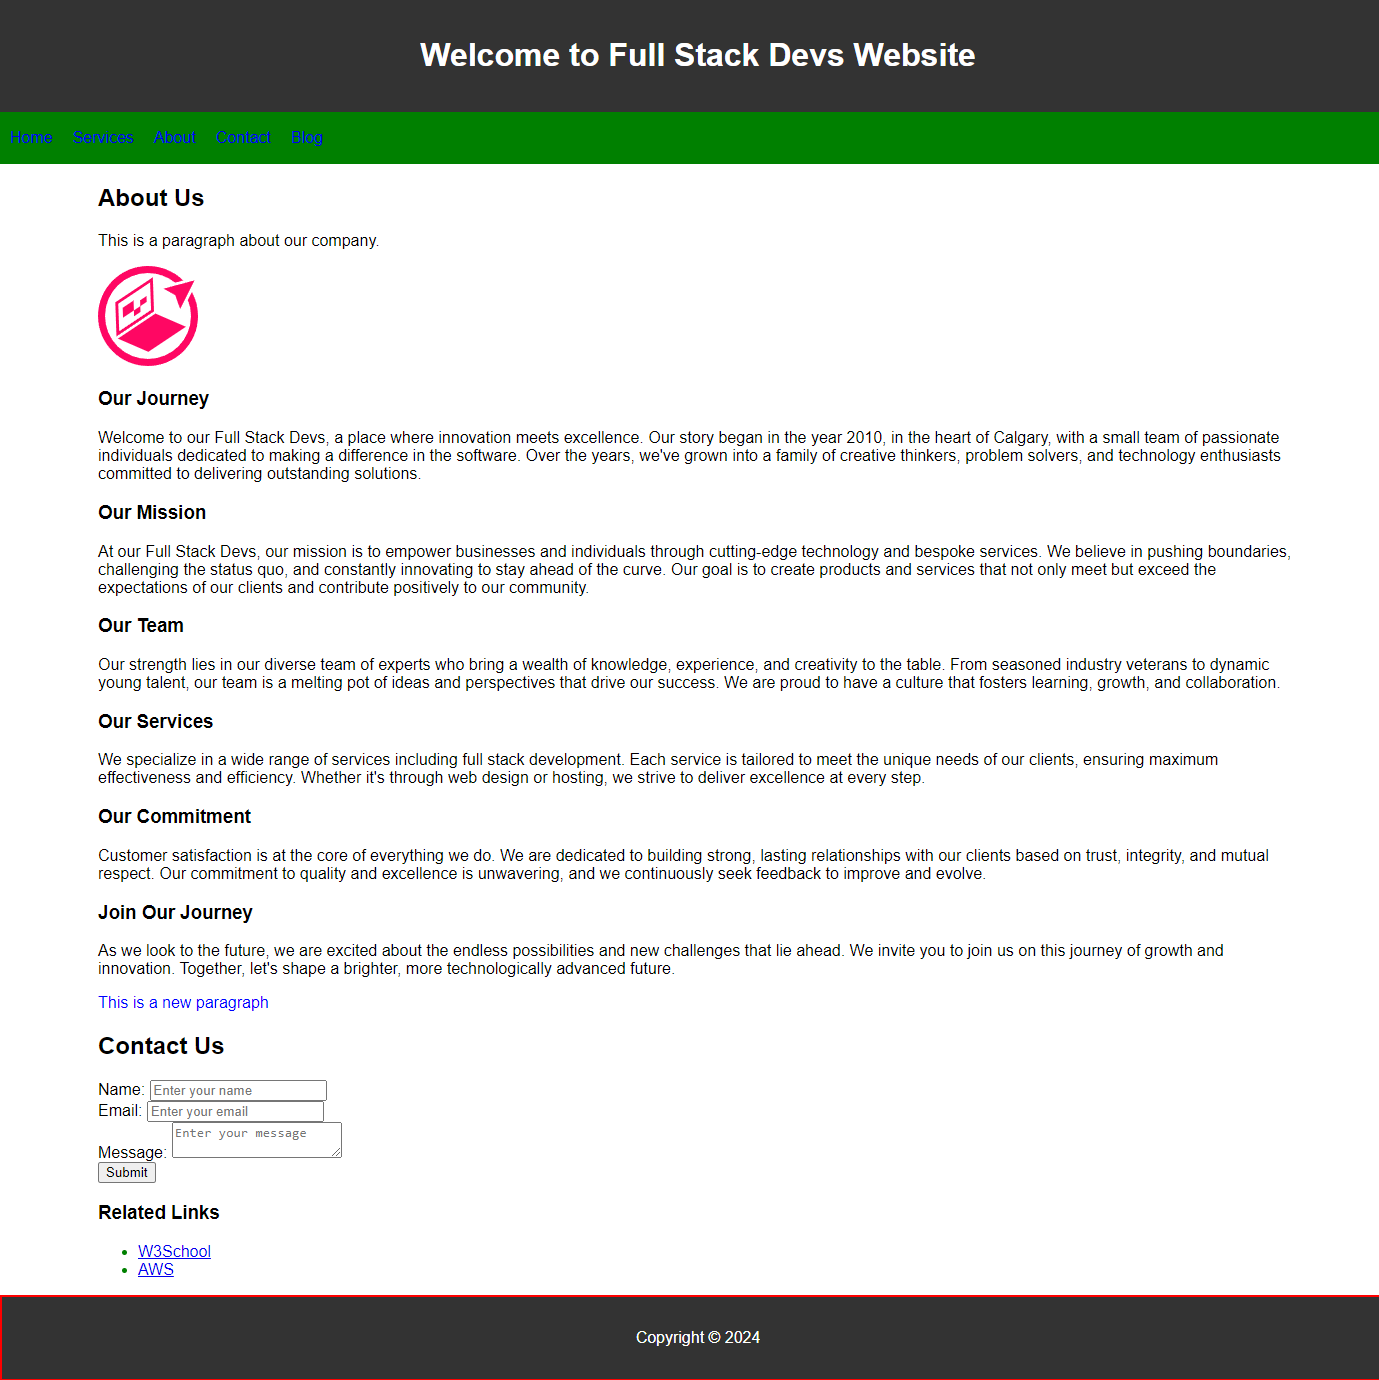 Welcome to Full Stack Devs Website
Home Services About Contact Blog
About Us
This is a paragraph about our company.
Our Journey
Welcome to our Full Stack Devs, a place where innovation meets excellence. Our story began in the year 2010, in the heart of Calgary, with a small team of passionate
individuals dedicated to making a difference in the software. Over the years, we've grown into a family of creative thinkers, problem solvers, and technology enthusiasts
committed to delivering outstanding solutions.
Our Mission
At our Full Stack Devs, our mission is to empower businesses and individuals through cutting-edge technology and bespoke services. We believe in pushing boundaries,
challenging the status quo, and constantly innovating to stay ahead of the curve. Our goal is to create products and services that not only meet but exceed the
expectations of our clients and contribute positively to our community.
Our Team
Our strength lies in our diverse team of experts who bring a wealth of knowledge, experience, and creativity to the table. From seasoned industry veterans to dynamic
young talent, our team is a melting pot of ideas and perspectives that drive our success. We are proud to have a culture that fosters learning, growth, and collaboration.
Our Services
We specialize in a wide range of services including full stack development. Each service is tailored to meet the unique needs of our clients, ensuring maximum
effectiveness and efficiency. Whether it's through web design or hosting, we strive to deliver excellence at every step.
Our Commitment
Customer satisfaction is at the core of everything we do. We are dedicated to building strong, lasting relationships with our clients based on trust, integrity, and mutual
respect. Our commitment to quality and excellence is unwavering, and we continuously seek feedback to improve and evolve.
Join Our Journey
As we look to the future, we are excited about the endless possibilities and new challenges that lie ahead. We invite you to join us on this journey of growth and
innovation. Together, let's shape a brighter, more technologically advanced future.
This is a new paragraph
Contact Us
Name: Enter your name
Email: Enter your email
Message: Enter your message
Submit
Related Links
W3School
AWS
Copyright © 2024